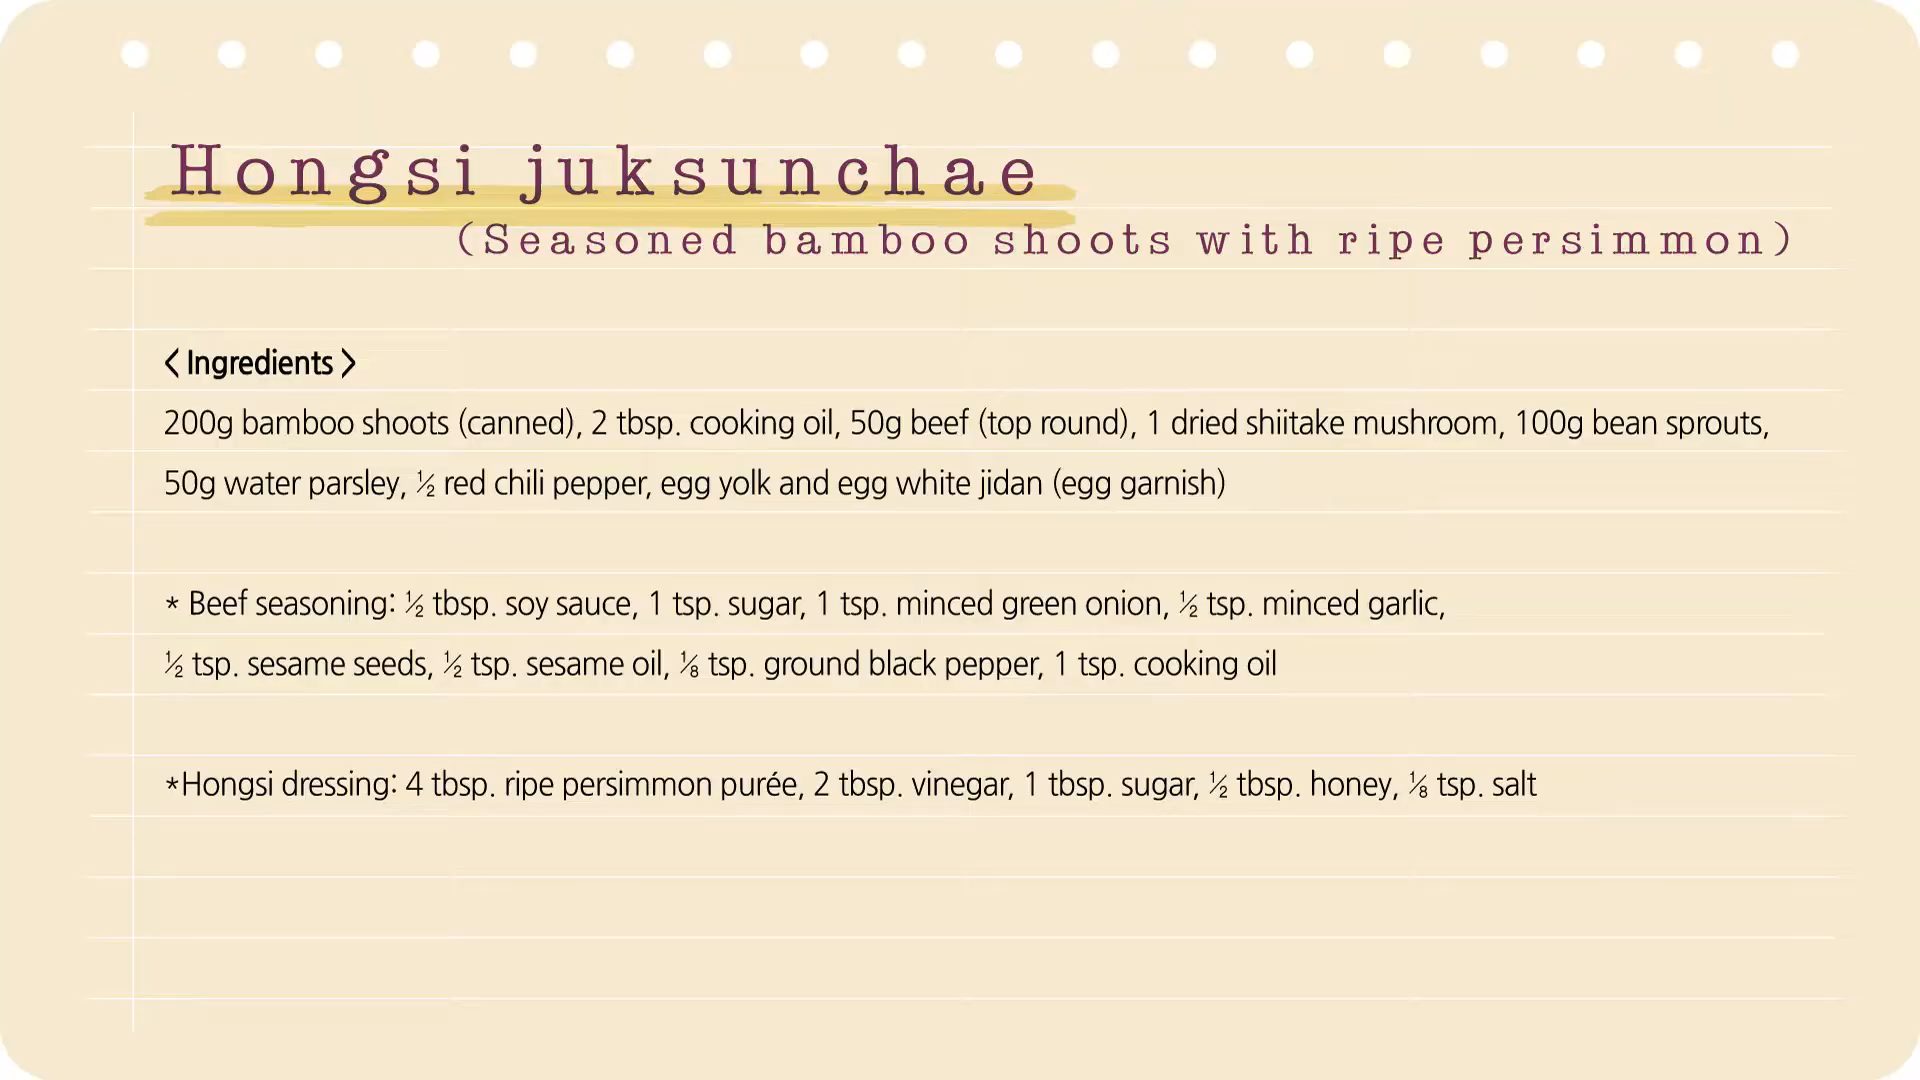 Hongsi juksunchae
(Seasoned bamboo shoots with ripe persimmon)
〈Ingredients〉
200g bamboo shoots (canned), 2 tbsp. cooking oil, 50g beef (top round), 1 dried shiitake mushroom, 100g bean sprouts,
50g water parsley, ½ red chili pepper, egg yolk and egg white jidan (egg garnish)
* Beef seasoning: ½ tbsp. soy sauce, 1 tsp. sugar, 1 tsp. minced green onion, ½ tsp. minced garlic,
½ tsp. sesame seeds, ½ tsp. sesame oil, ⅛ tsp. ground black pepper, 1 tsp. cooking oil
*Hongsi dressing: 4 tbsp. ripe persimmon purée, 2 tbsp. vinegar, 1 tbsp. sugar, ½ tbsp. honey, ⅛ tsp. salt